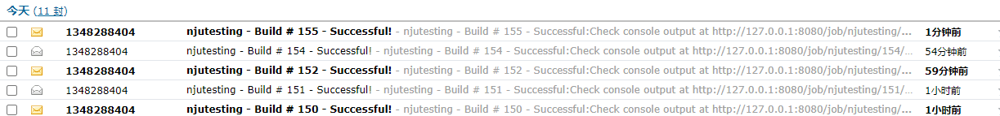 今天 (11 封)
1348288404 njutesting - Build # 155 - Successful! - njutesting - Build # 155 - Successful:Check console output at http://127.0.0.1:8080/job/njutesting/... 1分钟前
1348288404 njutesting - Build # 154 - Successful! - njutesting - Build # 154 - Successful:Check console output at http://127.0.0.1:8080/job/njutesting/154/... 54分钟前
1348288404 njutesting - Build # 152 - Successful! - njutesting - Build # 152 - Successful:Check console output at http://127.0.0.1:8080/job/njutesting/... 59分钟前
1348288404 njutesting - Build # 151 - Successful! - njutesting - Build # 151 - Successful:Check console output at http://127.0.0.1:8080/job/njutesting/151/... 1小时前
1348288404 njutesting - Build # 150 - Successful! - njutesting - Build # 150 - Successful:Check console output at http://127.0.0.1:8080/job/njutesting/... 1小时前